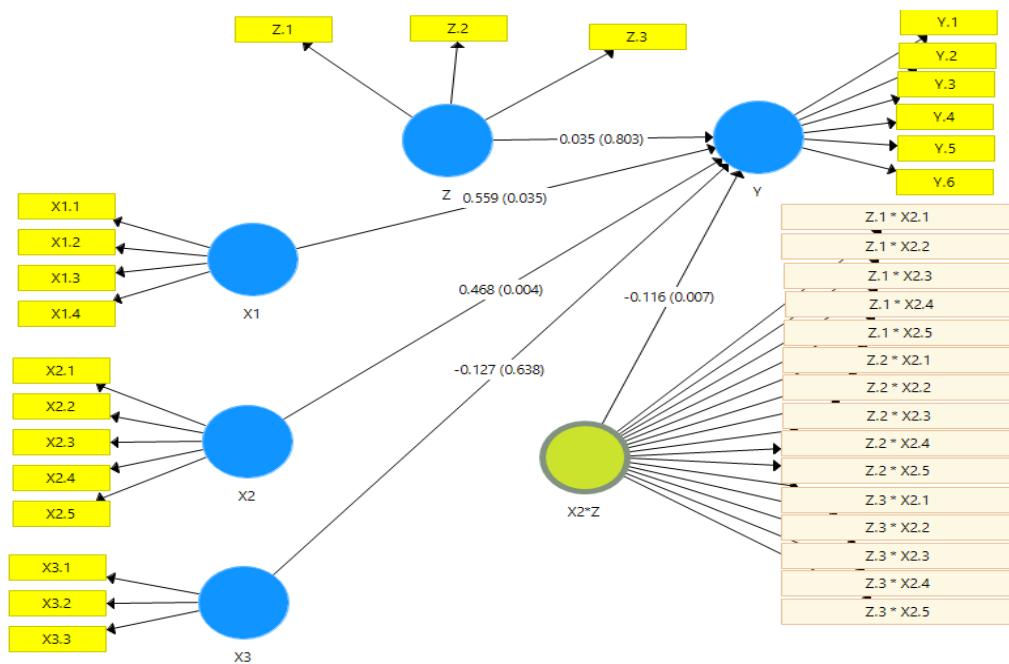 Z.1
Z.2
Z.3
Y.1
Y.2
Y.3
Y.4
Y.5
Y.6
0.035 (0.803)
Z
Y
0.559 (0.035)
X1.1
X1.2
X1.3
X1.4
X1
Z.1 * X2.1
Z.1 * X2.2
Z.1 * X2.3
Z.1 * X2.4
Z.1 * X2.5
Z.2 * X2.1
Z.2 * X2.2
Z.2 * X2.3
Z.2 * X2.4
Z.2 * X2.5
Z.3 * X2.1
Z.3 * X2.2
Z.3 * X2.3
Z.3 * X2.4
Z.3 * X2.5
0.468 (0.004)
-0.116 (0.007)
-0.127 (0.638)
X2.1
X2.2
X2.3
X2.4
X2.5
X2
X2*Z
X3.1
X3.2
X3.3
X3